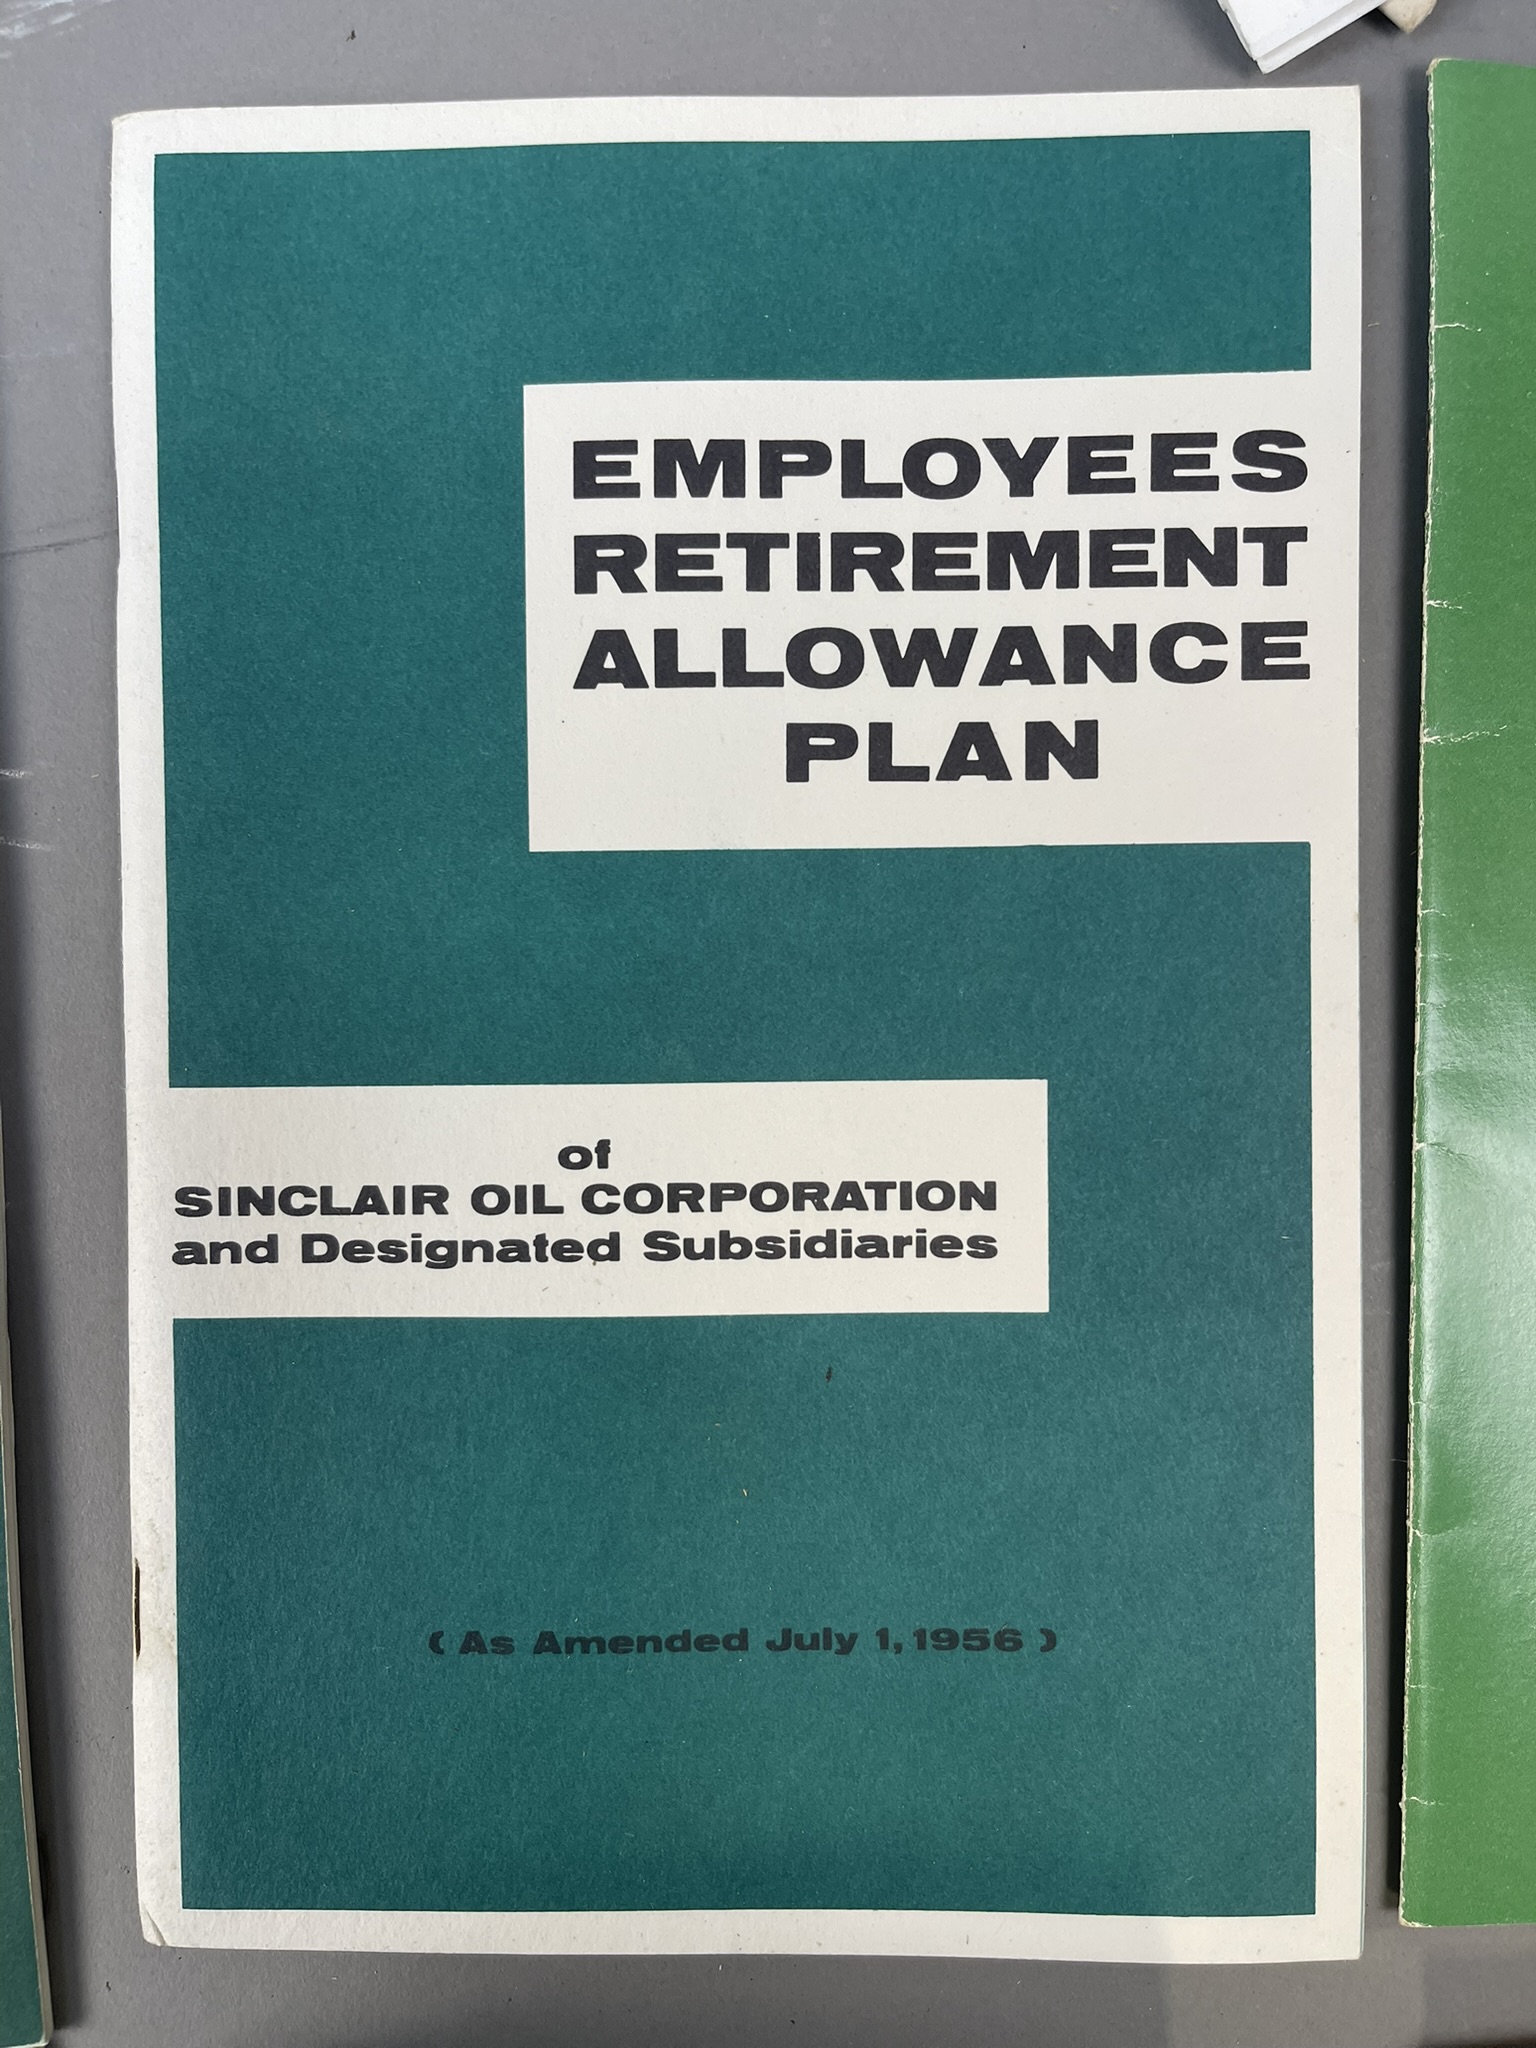 EMPLOYEES
RETIREMENT
ALLOWANCE
PLAN
of
SINCLAIR OIL CORPORATION
and Designated Subsidiaries
( As Amended July 1, 1956 )